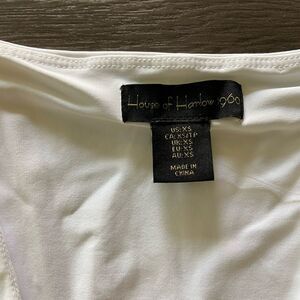 House of Harlow 1960
US:XS
CA:XS/TP
UK:XS
EU:XS
AU:XS
MADE IN
CHINA